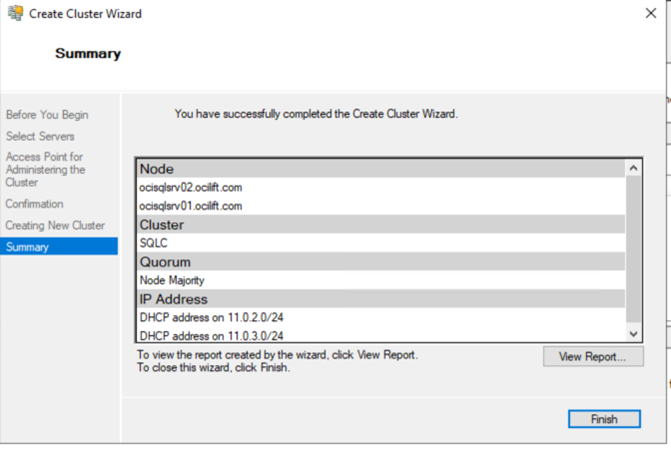 Create Cluster Wizard
Summary
Before You Begin
Select Servers
Access Point for
Administering the
Cluster
Confirmation
Creating New Cluster
Summary
You have successfully completed the Create Cluster Wizard.
Node
ocisqlsrv02.ocilift.com
ocisqlsrv01.ocilift.com
Cluster
SQLC
Quorum
Node Majority
IP Address
DHCP address on 11.0.2.0/24
DHCP address on 11.0.3.0/24
To view the report created by the wizard, click View Report.
To close this wizard, click Finish.
View Report...
Finish